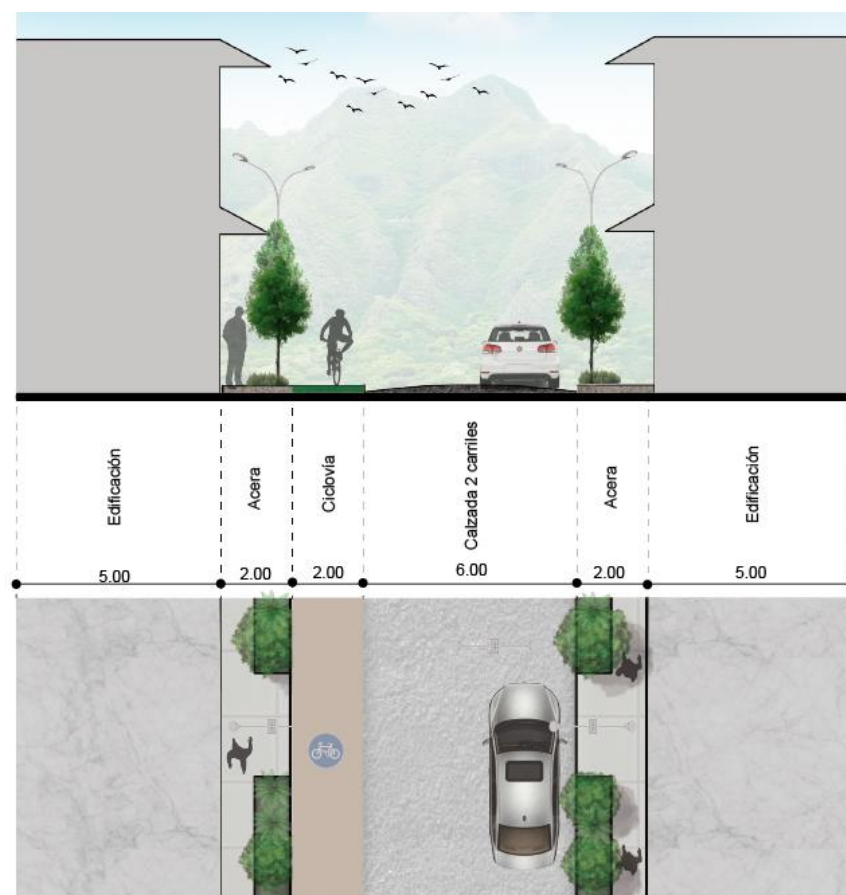 Edificación
Acera
Ciclovía
Calzada 2 carriles
Acera
Edificación
5.00
2.00
2.00
6.00
2.00
5.00